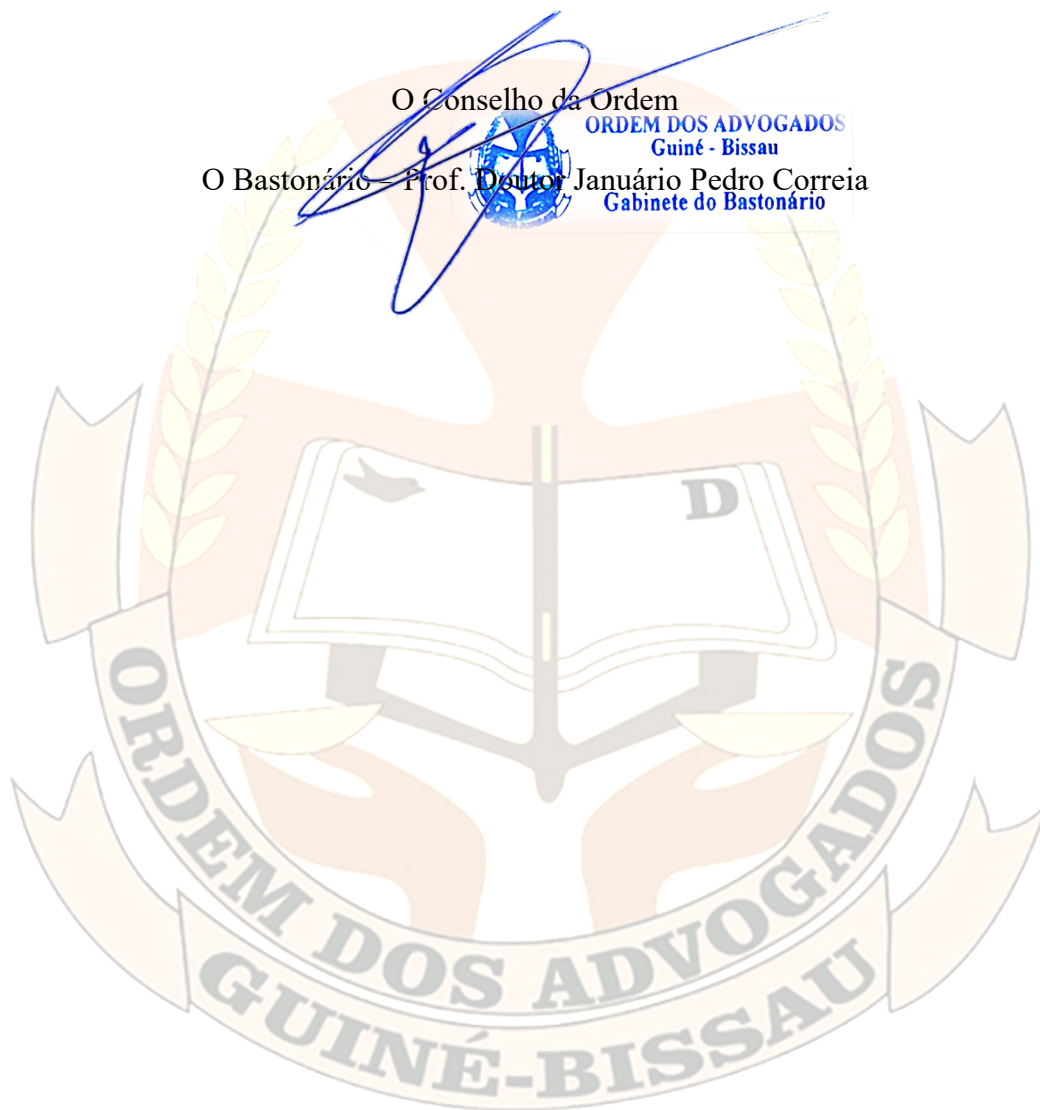 O Conselho da Ordem
ORDEM DOS ADVOGADOS
Guiné - Bissau
O Bastonário – Prof. Doutor Januário Pedro Correia
Gabinete do Bastonário
D
ORDEM DOS ADVOGADOS
GUINÉ-BISSAU